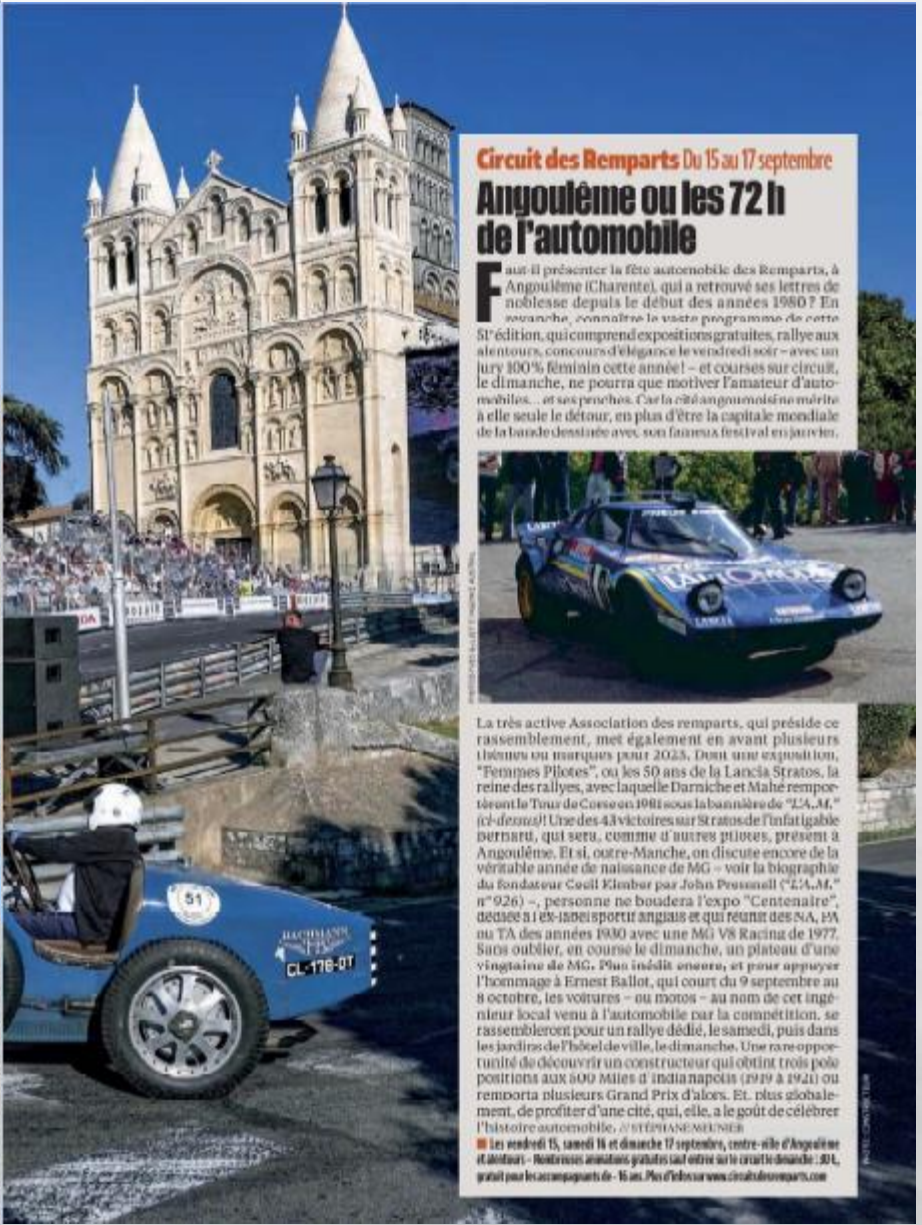 Circuit des Remparts Du 15 au 17 septembre
Angoulême ou les 72 h
de l'automobile
Faut-il présenter la fête automobile des Remparts, à
Angoulême (Charente), qui a retrouvé ses lettres de
noblesse depuis le début des années 1980 ? En
revanche, connaître le vaste programme de cette
51e édition, qui comprend expositions gratuites, rallye aux
alentours, concours d'élégance le vendredi soir – avec un
jury 100 % féminin cette année ! – et courses sur circuit,
le dimanche, ne pourra que motiver l'amateur d'auto-
mobiles... et ses proches. Car la cité angoumoisine mérite
à elle seule le détour, en plus d'être la capitale mondiale
de la bande dessinée avec son fameux festival en janvier.
LANCIA
LANCIA
La très active Association des remparts, qui préside ce
rassemblement, met également en avant plusieurs
thèmes ou marques pour 2023. Dont une exposition,
"Femmes Pilotes", ou les 50 ans de la Lancia Stratos, la
reine des rallyes, avec laquelle Darniche et Mahé rempor-
tèrent le Tour de Corse en 1981 sous la bannière de "L'A.M."
(ci-dessus) ! Une des 43 victoires sur Stratos de l'infatigable
Bernard, qui sera, comme d'autres pilotes, présent à
Angoulême. Et si, outre-Manche, on discute encore de la
véritable année de naissance de MG – voir la biographie
du fondateur Cecil Kimber par John Presnell ("L'A.M."
n° 926) –, personne ne boudera l'expo "Centenaire",
dédiée à l'ex-label sportif anglais et qui réunit des NA, PA
ou TA des années 1930 avec une MG V8 Racing de 1977.
Sans oublier, en course le dimanche, un plateau d'une
vingtaine de MG. Plus inédit encore, et pour appuyer
l'hommage à Ernest Ballot, qui court du 9 septembre au
8 octobre, les voitures – ou motos – au nom de cet ingé-
nieur local venu à l'automobile par la compétition, se
rassembleront pour un rallye dédié, le samedi, puis dans
les jardins de l'hôtel de ville, le dimanche. Une rare oppor-
tunité de découvrir un constructeur qui obtint trois pole
positions aux 500 Miles d'Indianapolis (1919 à 1921) ou
remporta plusieurs Grand Prix d'alors. Et, plus globale-
ment, de profiter d'une cité, qui, elle, a le goût de célébrer
l'histoire automobile. // STÉPHANE MEUNIER
Les vendredi 15, samedi 16 et dimanche 17 septembre, centre-ville d'Angoulême
et alentours – Nombreuses animations gratuites sauf entrée sur le circuit le dimanche : 30 €,
gratuit pour les accompagnants de - 16 ans. Plus d'infos sur www.circuitdesremparts.com
51
BACHMANN
CL-178-DT